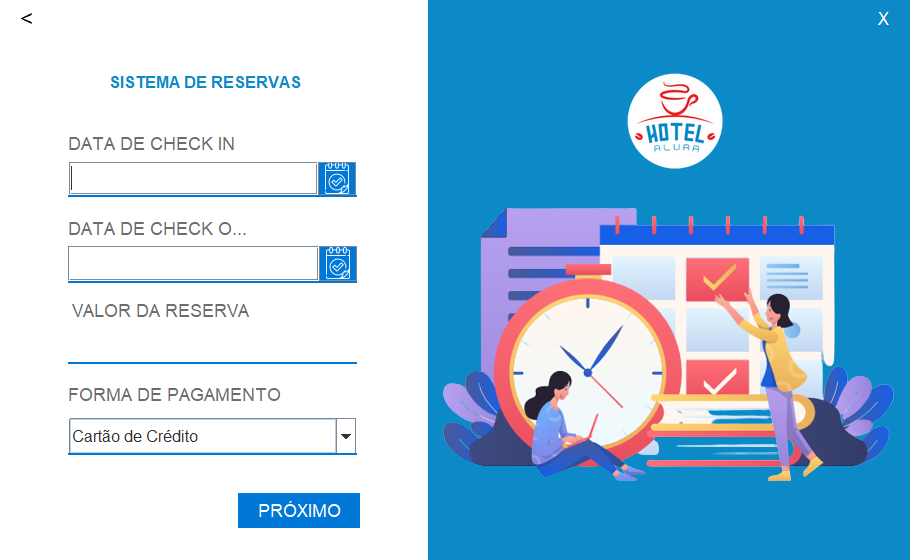 <
X
SISTEMA DE RESERVAS
HOTEL
ALURA
DATA DE CHECK IN
DATA DE CHECK O...
VALOR DA RESERVA
FORMA DE PAGAMENTO
Cartão de Crédito
PRÓXIMO